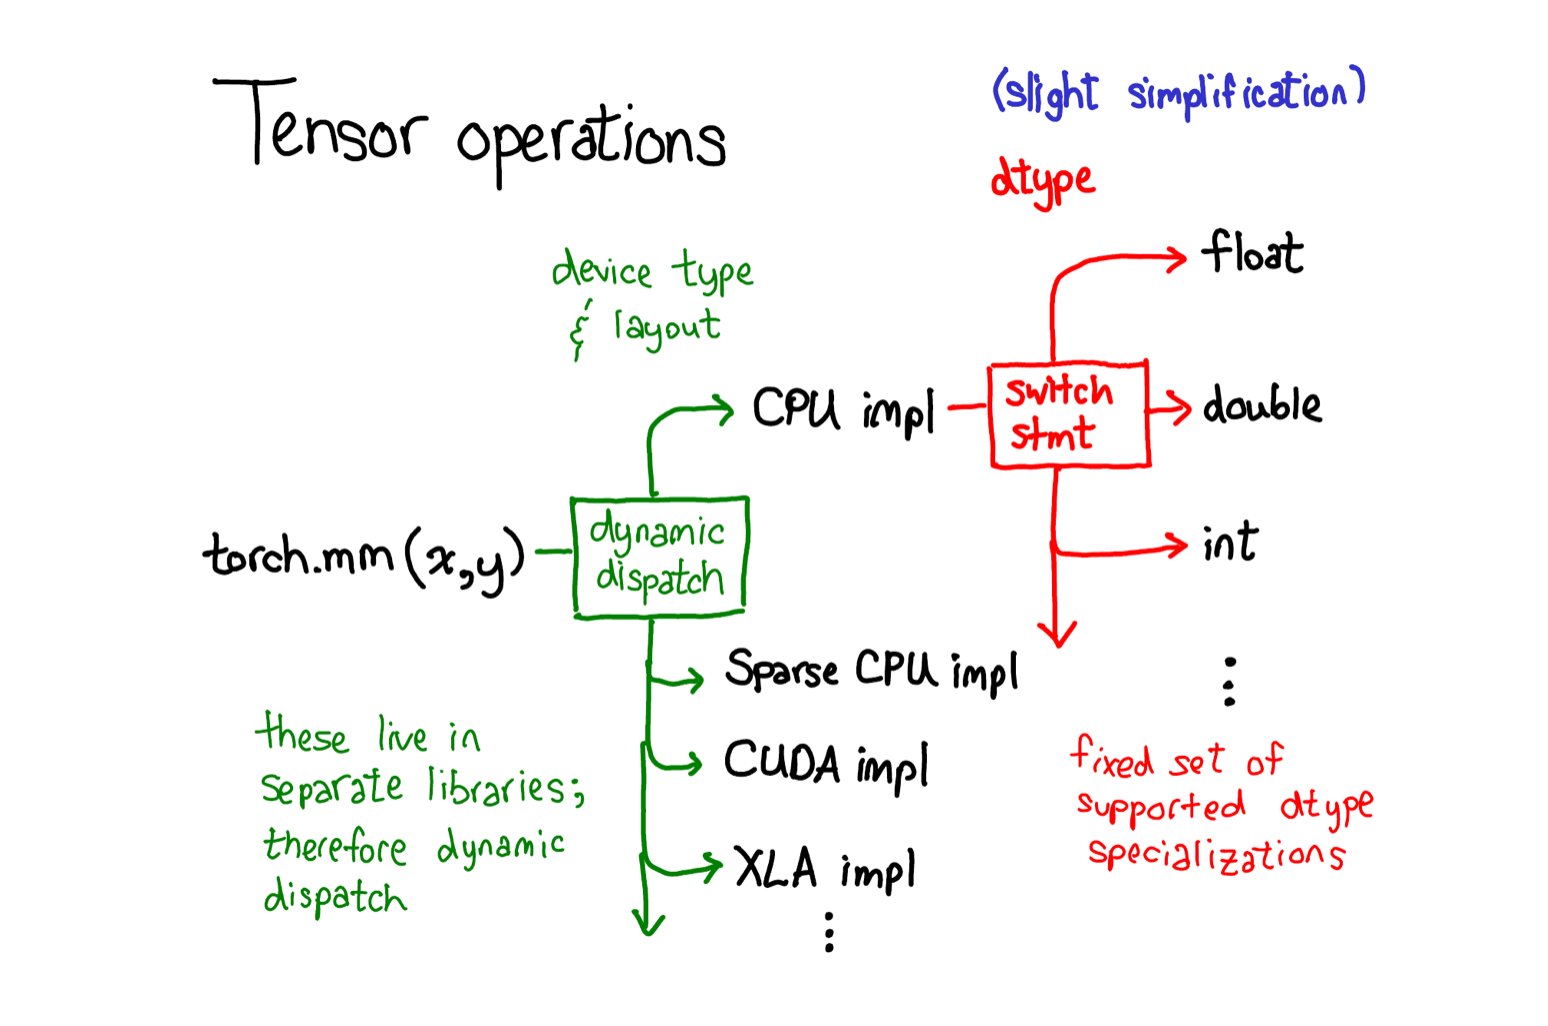 Tensor operations
(slight simplification)
dtype
device type
& layout
float
CPU impl
switch
stmt
double
torch.mm(x,y)
dynamic
dispatch
int
Sparse CPU impl
CUDA impl
XLA impl
⋮
these live in
separate libraries;
therefore dynamic
dispatch
⋮
fixed set of
supported dtype
specializations